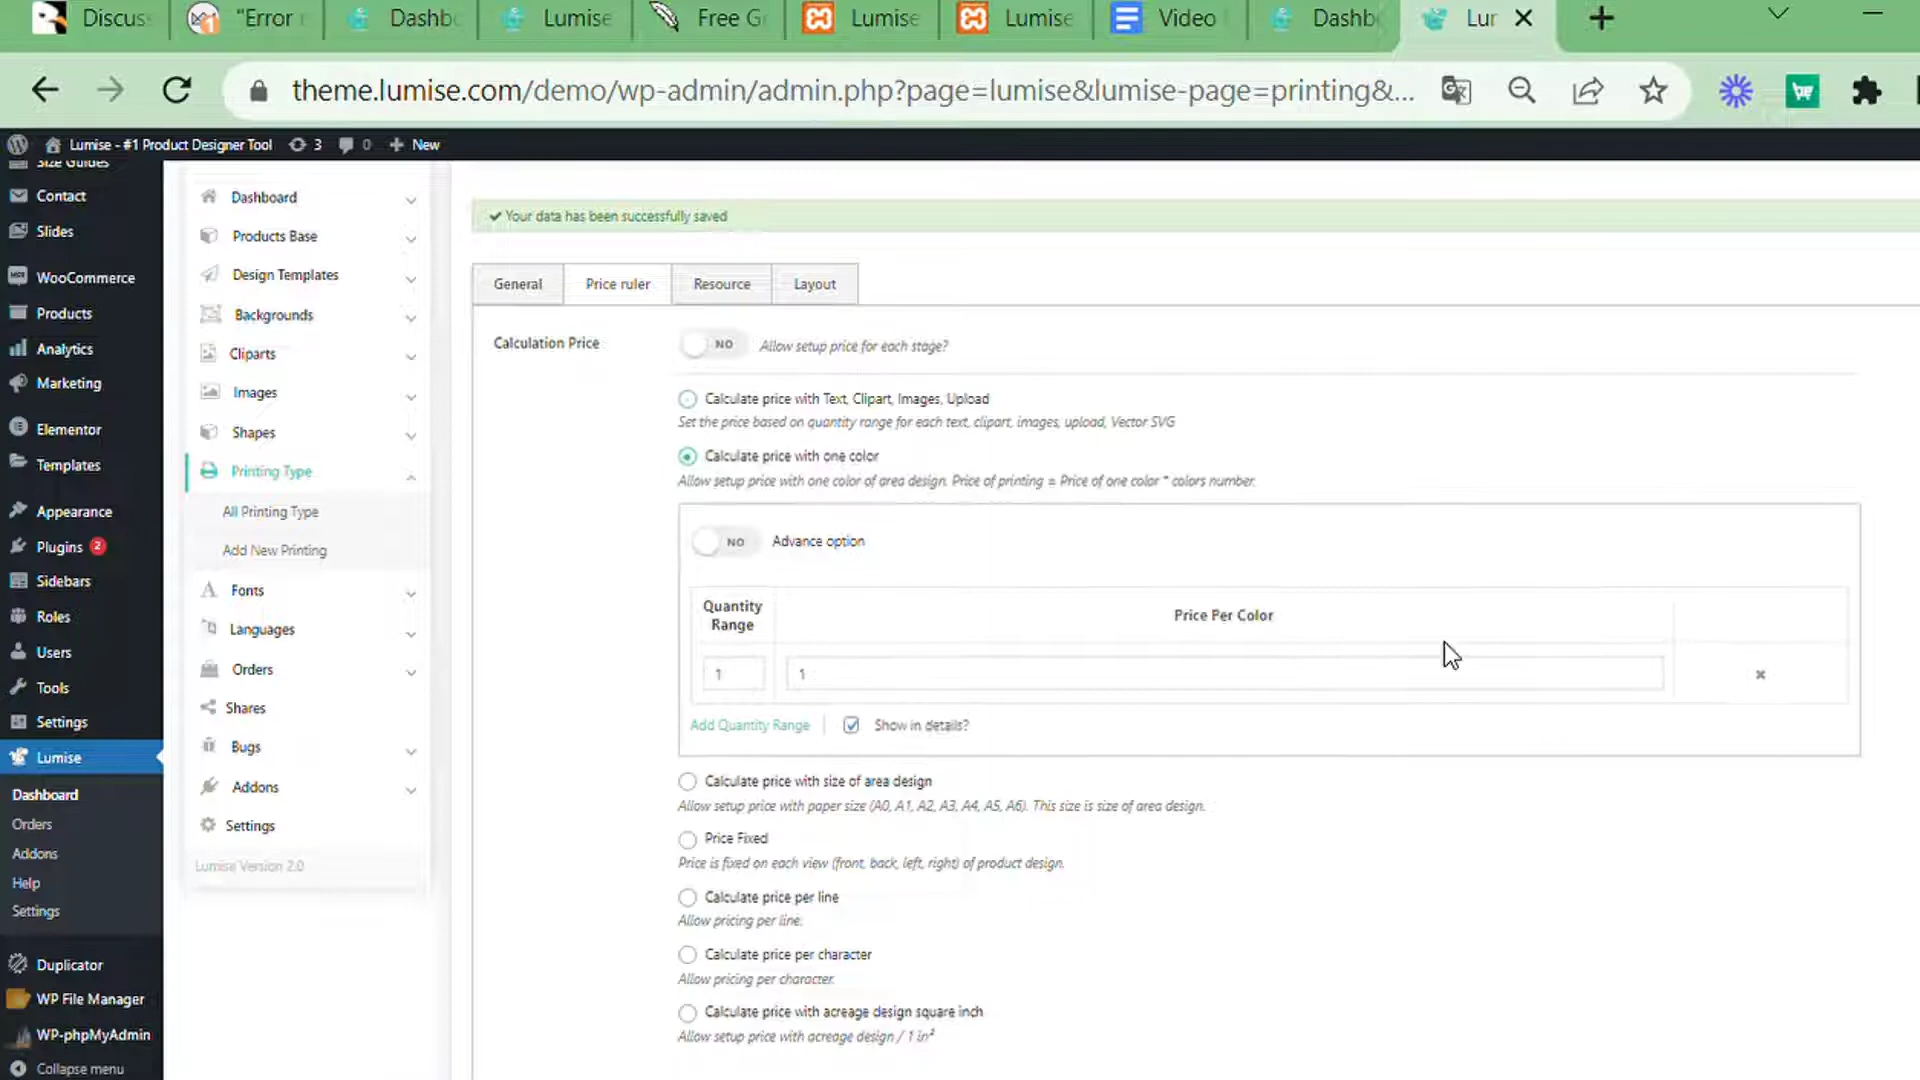 Discus
"Error
Dashbo
Lumise
Free G
Lumise
Lumise
Video
Dashb
Lur
theme.lumise.com/demo/wp-admin/admin.php?page=lumise&lumise-page=printing&...
Lumise - #1 Product Designer Tool
3
0
New
Size Guides
Contact
Slides
WooCommerce
Products
Analytics
Marketing
Elementor
Templates
Appearance
Plugins 2
Sidebars
Roles
Users
Tools
Settings
Lumise
Dashboard
Orders
Addons
Help
Settings
Duplicator
WP File Manager
WP-phpMyAdmin
Collapse menu
Dashboard
Products Base
Design Templates
Backgrounds
Cliparts
Images
Shapes
Printing Type
All Printing Type
Add New Printing
Fonts
Languages
Orders
Shares
Bugs
Addons
Settings
Lumise Version 2.0
Your data has been successfully saved
General
Price ruler
Resource
Layout
Calculation Price
NO
Allow setup price for each stage?
Calculate price with Text, Clipart, Images, Upload
Set the price based on quantity range for each text, clipart, images, upload, Vector SVG
Calculate price with one color
Allow setup price with one color of area design. Price of printing = Price of one color * colors number.
NO
Advance option
Quantity
Range
Price Per Color
1
1
Add Quantity Range
Show in details?
Calculate price with size of area design
Allow setup price with paper size (A0, A1, A2, A3, A4, A5, A6). This size is size of area design.
Price Fixed
Price is fixed on each view (front, back, left, right) of product design.
Calculate price per line
Allow pricing per line.
Calculate price per character
Allow pricing per character.
Calculate price with acreage design square inch
Allow setup price with acreage design / 1 in²